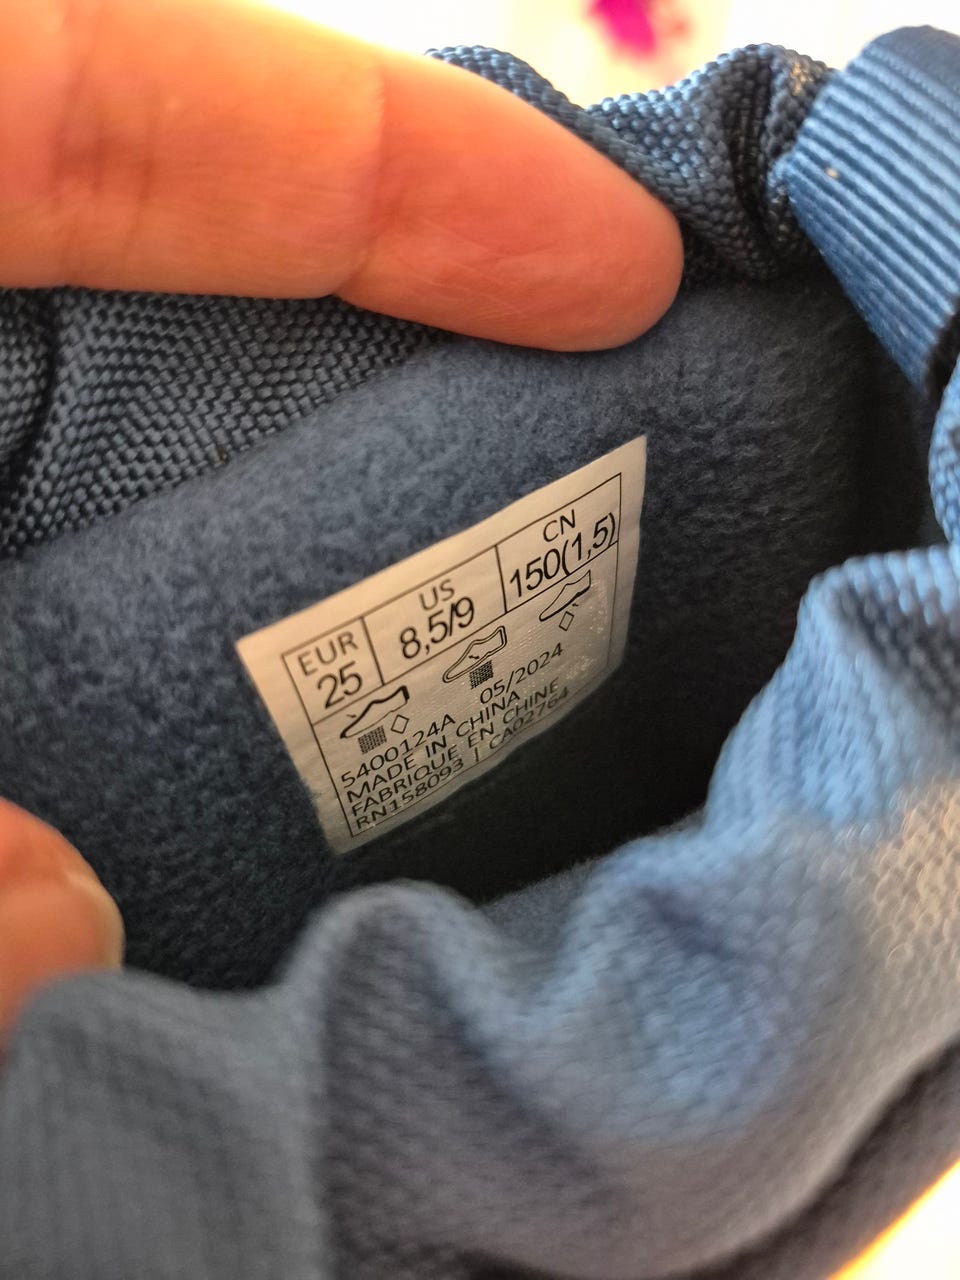 EUR US CN
25 8,5/9 150(1,5)
5400124A 05/2024
MADE IN CHINA
FABRIQUE EN CHINE
RN158093 | CA02764